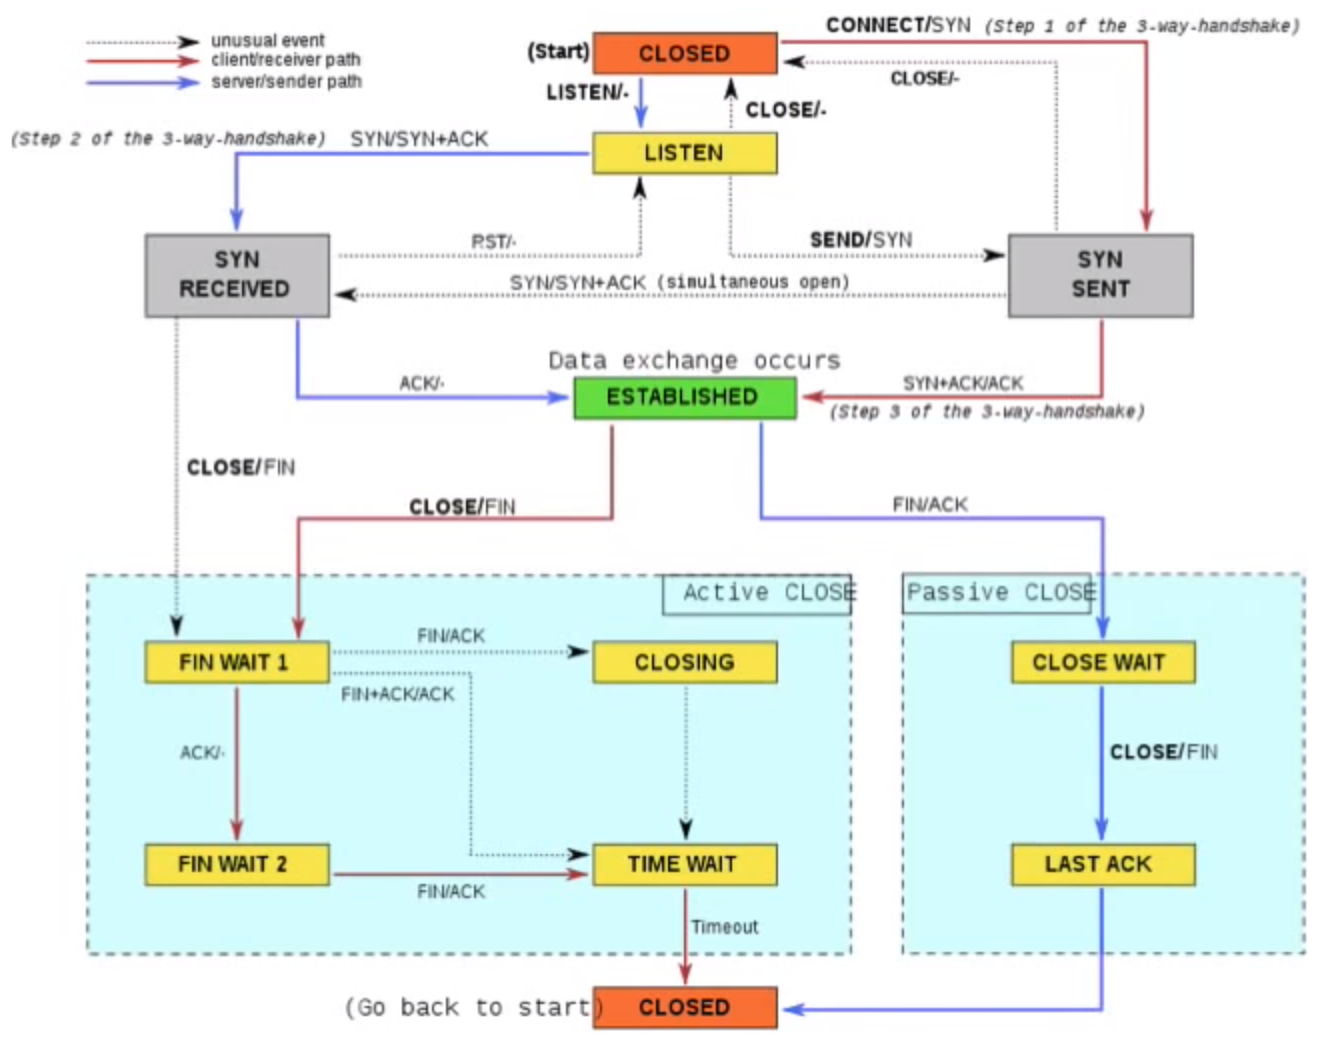 CONNECT/SYN (Step 1 of the 3-way-handshake)
unusual event
client/receiver path
server/sender path
(Start)
CLOSED
CLOSE/-
LISTEN/-
CLOSE/-
(Step 2 of the 3-way-handshake)
SYN/SYN+ACK
LISTEN
RST/-
SEND/SYN
SYN
RECEIVED
SYN
SENT
SYN/SYN+ACK (simultaneous open)
Data exchange occurs
ACK/-
ESTABLISHED
SYN+ACK/ACK
(Step 3 of the 3-way-handshake)
CLOSE/FIN
CLOSE/FIN
FIN/ACK
Active CLOSE
Passive CLOSE
FIN WAIT 1
FIN/ACK
CLOSING
CLOSE WAIT
FIN+ACK/ACK
ACK/-
CLOSE/FIN
FIN WAIT 2
FIN/ACK
TIME WAIT
LAST ACK
Timeout
(Go back to start)
CLOSED